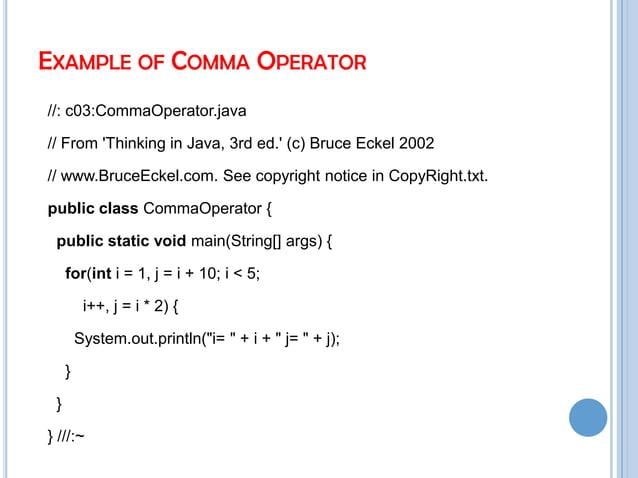 EXAMPLE OF COMMA OPERATOR
//: c03:CommaOperator.java
// From 'Thinking in Java, 3rd ed.' (c) Bruce Eckel 2002
// www.BruceEckel.com. See copyright notice in CopyRight.txt.
public class CommaOperator {
public static void main(String[] args) {
for(int i = 1, j = i + 10; i < 5;
i++, j = i * 2) {
System.out.println("i= " + i + " j= " + j);
}
}
} ///:~